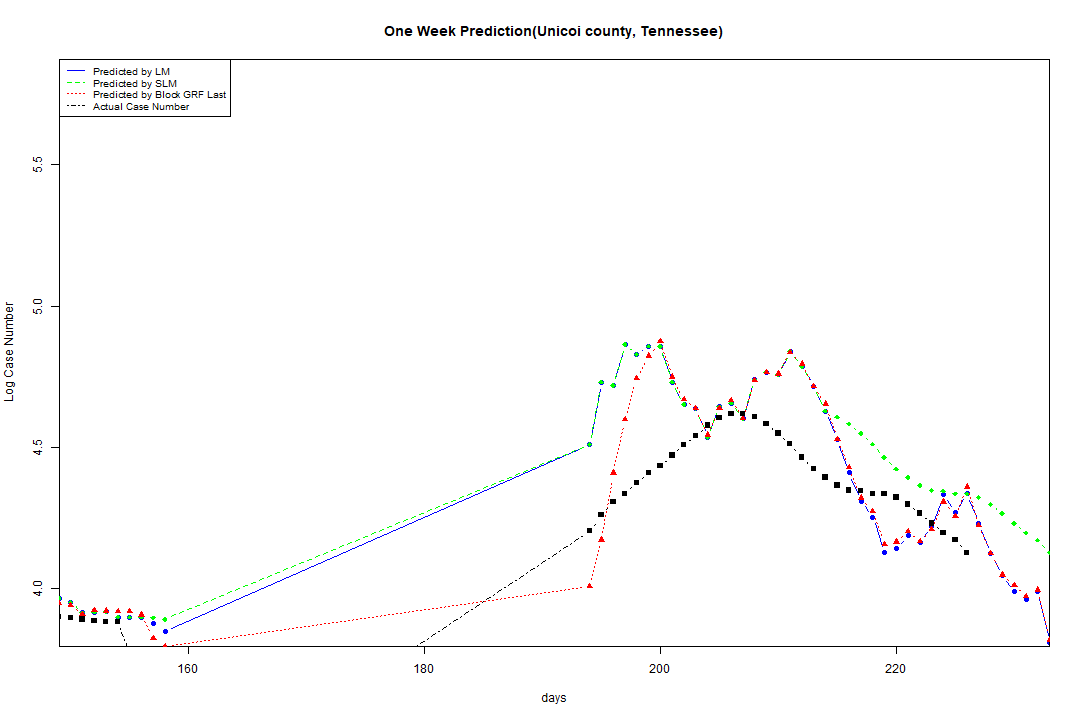 One Week Prediction(Unicoi county, Tennessee)
Predicted by LM
Predicted by SLM
Predicted by Block GRF Last
Actual Case Number
5.5
5.0
4.5
4.0
Log Case Number
160 180 200 220
days